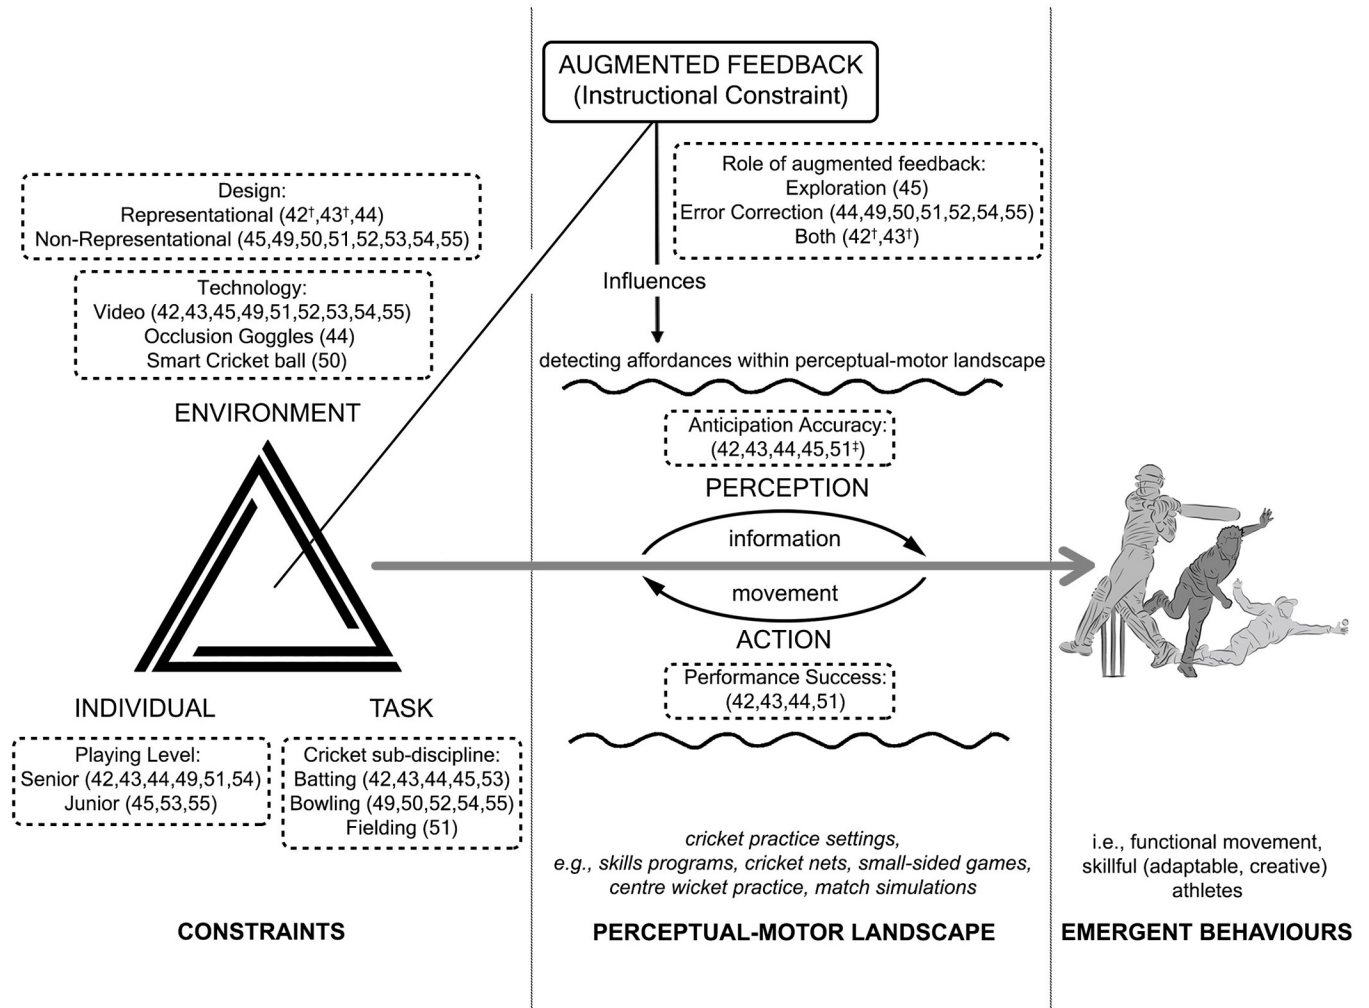 AUGMENTED FEEDBACK
(Instructional Constraint)
Design:
Representational (42†,43†,44)
Non-Representational (45,49,50,51,52,53,54,55)
Technology:
Video (42,43,45,49,51,52,53,54,55)
Occlusion Goggles (44)
Smart Cricket ball (50)
ENVIRONMENT
INDIVIDUAL
TASK
Playing Level:
Senior (42,43,44,49,51,54)
Junior (45,53,55)
Cricket sub-discipline:
Batting (42,43,44,45,53)
Bowling (49,50,52,54,55)
Fielding (51)
CONSTRAINTS
Role of augmented feedback:
Exploration (45)
Error Correction (44,49,50,51,52,54,55)
Both (42†,43†)
Influences
detecting affordances within perceptual-motor landscape
Anticipation Accuracy:
(42,43,44,45,51‡)
PERCEPTION
information
movement
ACTION
Performance Success:
(42,43,44,51)
cricket practice settings,
e.g., skills programs, cricket nets, small-sided games,
centre wicket practice, match simulations
PERCEPTUAL-MOTOR LANDSCAPE
i.e., functional movement,
skillful (adaptable, creative)
athletes
EMERGENT BEHAVIOURS